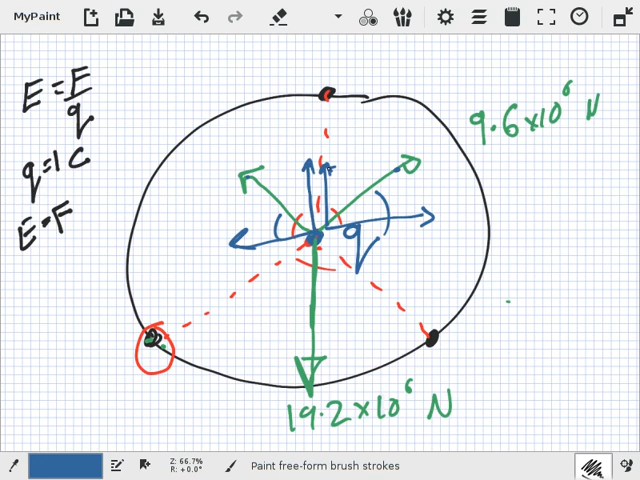 MyPaint
E=F/q
9.6×10⁶ N
q=1C
E=F
q
19.2×10⁶ N
Z: 66.7%
R: +0.0°
Paint free-form brush strokes